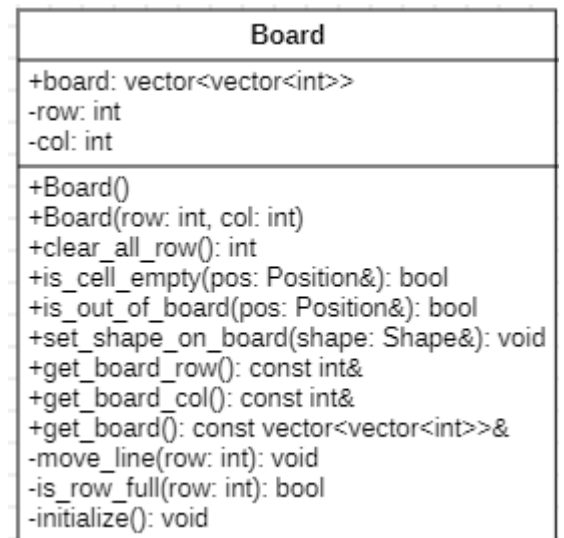 Board
+board: vector<vector<int>>
-row: int
-col: int
+Board()
+Board(row: int, col: int)
+clear_all_row(): int
+is_cell_empty(pos: Position&): bool
+is_out_of_board(pos: Position&): bool
+set_shape_on_board(shape: Shape&): void
+get_board_row(): const int&
+get_board_col(): const int&
+get_board(): const vector<vector<int>>&
-move_line(row: int): void
-is_row_full(row: int): bool
-initialize(): void